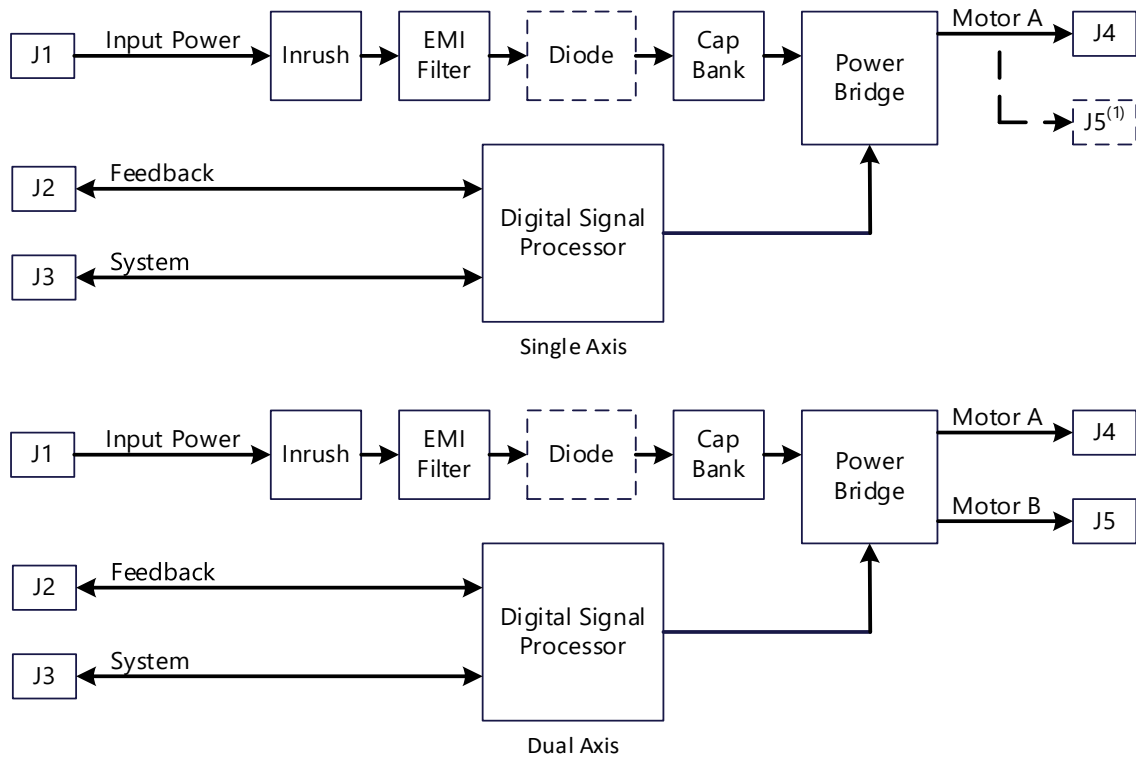 J1
Input Power
Inrush
EMI
Filter
Diode
Cap
Bank
Power
Bridge
Motor A
J4
J5(1)
J2
Feedback
Digital Signal
Processor
J3
System
Single Axis
J1
Input Power
Inrush
EMI
Filter
Diode
Cap
Bank
Power
Bridge
Motor A
J4
Motor B
J5
J2
Feedback
Digital Signal
Processor
J3
System
Dual Axis